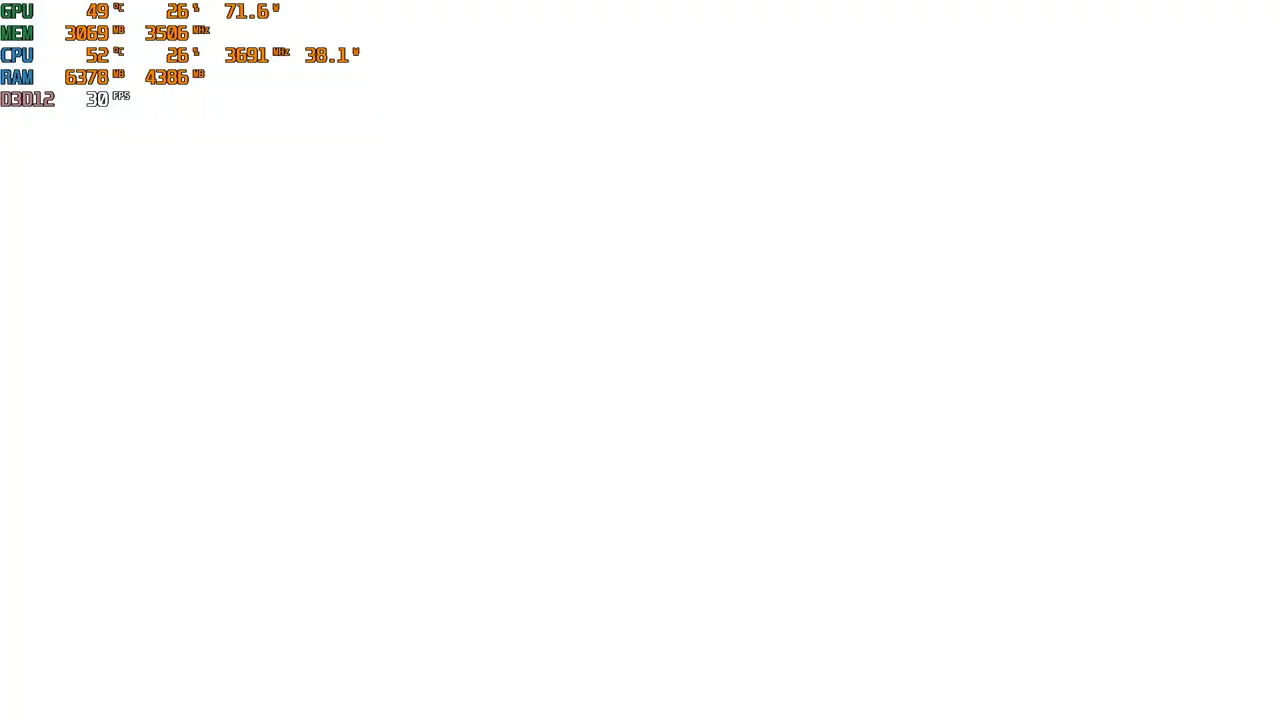 GPU 49 °C 26 % 71.6 W
MEM 3069 MB 3506 MHz
CPU 52 °C 26 % 3691 MHz 38.1 W
RAM 6378 MB 4386 MB
D3D12 30 FPS